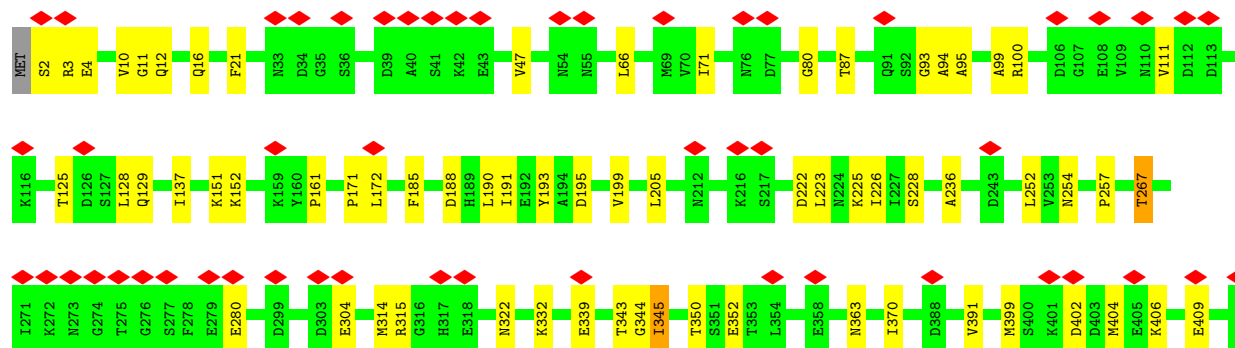 MET S2 R3 E4 V10 G11 Q12 Q16 F21 N33 D34 G35 S36 D39 A40 S41 K42 E43 V47 N54 N55 L66 M69 V70 I71 N76 D77 G80 T87 Q91 S92 G93 A94 A95 A99 R100 D106 G107 E108 V109 N110 V111 D112 D113
K116 T125 D126 S127 L128 Q129 I137 K151 K152 K159 Y160 P161 P171 L172 F185 D188 H189 L190 I191 E192 Y193 A194 D195 V199 L205 N212 K216 S217 D222 L223 N224 K225 I226 I227 S228 A236 D243 L252 V253 N254 P257 T267
I271 K272 N273 G274 T275 G276 S277 F278 E279 E280 D299 D303 E304 M314 R315 G316 H317 E318 N322 K332 E339 T343 G344 I345 T350 S351 E352 T353 L354 E358 N363 I370 D388 V391 M399 S400 K401 D402 D403 M404 E405 K406 E409